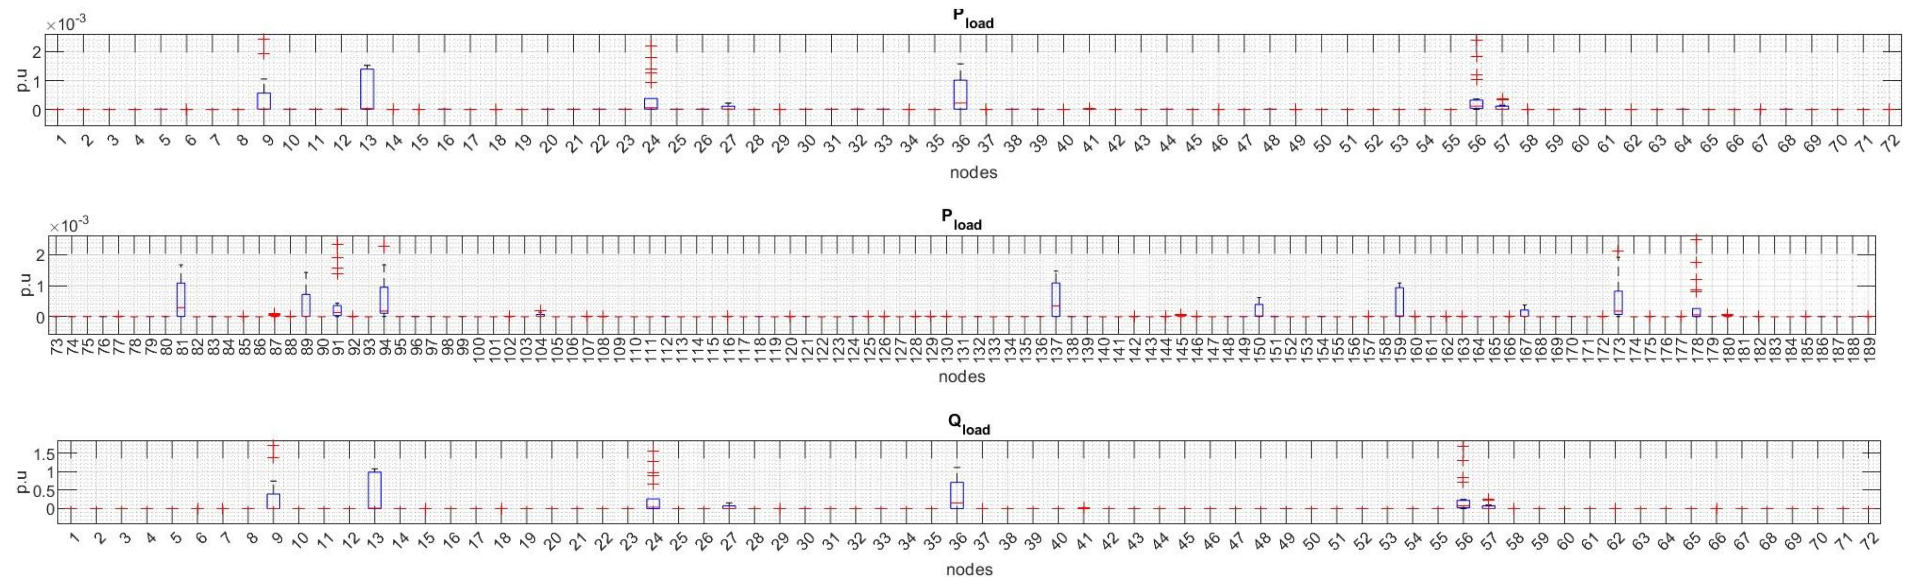 P load
×10⁻³
2
1
0
p.u
1 2 3 4 5 6 7 8 9 10 11 12 13 14 15 16 17 18 19 20 21 22 23 24 25 26 27 28 29 30 31 32 33 34 35 36 37 38 39 40 41 42 43 44 45 46 47 48 49 50 51 52 53 54 55 56 57 58 59 60 61 62 63 64 65 66 67 68 69 70 71 72
nodes
P load
×10⁻³
2
1
0
p.u
73 74 75 76 77 78 79 80 81 82 83 84 85 86 87 88 89 90 91 92 93 94 95 96 97 98 99 100 101 102 103 104 105 106 107 108 109 110 111 112 113 114 115 116 117 118 119 120 121 122 123 124 125 126 127 128 129 130 131 132 133 134 135 136 137 138 139 140 141 142 143 144 145 146 147 148 149 150 151 152 153 154 155 156 157 158 159 160 161 162 163 164 165 166 167 168 169 170 171 172 173 174 175 176 177 178 179 180 181 182 183 184 185 186 187 188 189
nodes
Q load
1.5
1
0.5
0
p.u
1 2 3 4 5 6 7 8 9 10 11 12 13 14 15 16 17 18 19 20 21 22 23 24 25 26 27 28 29 30 31 32 33 34 35 36 37 38 39 40 41 42 43 44 45 46 47 48 49 50 51 52 53 54 55 56 57 58 59 60 61 62 63 64 65 66 67 68 69 70 71 72
nodes